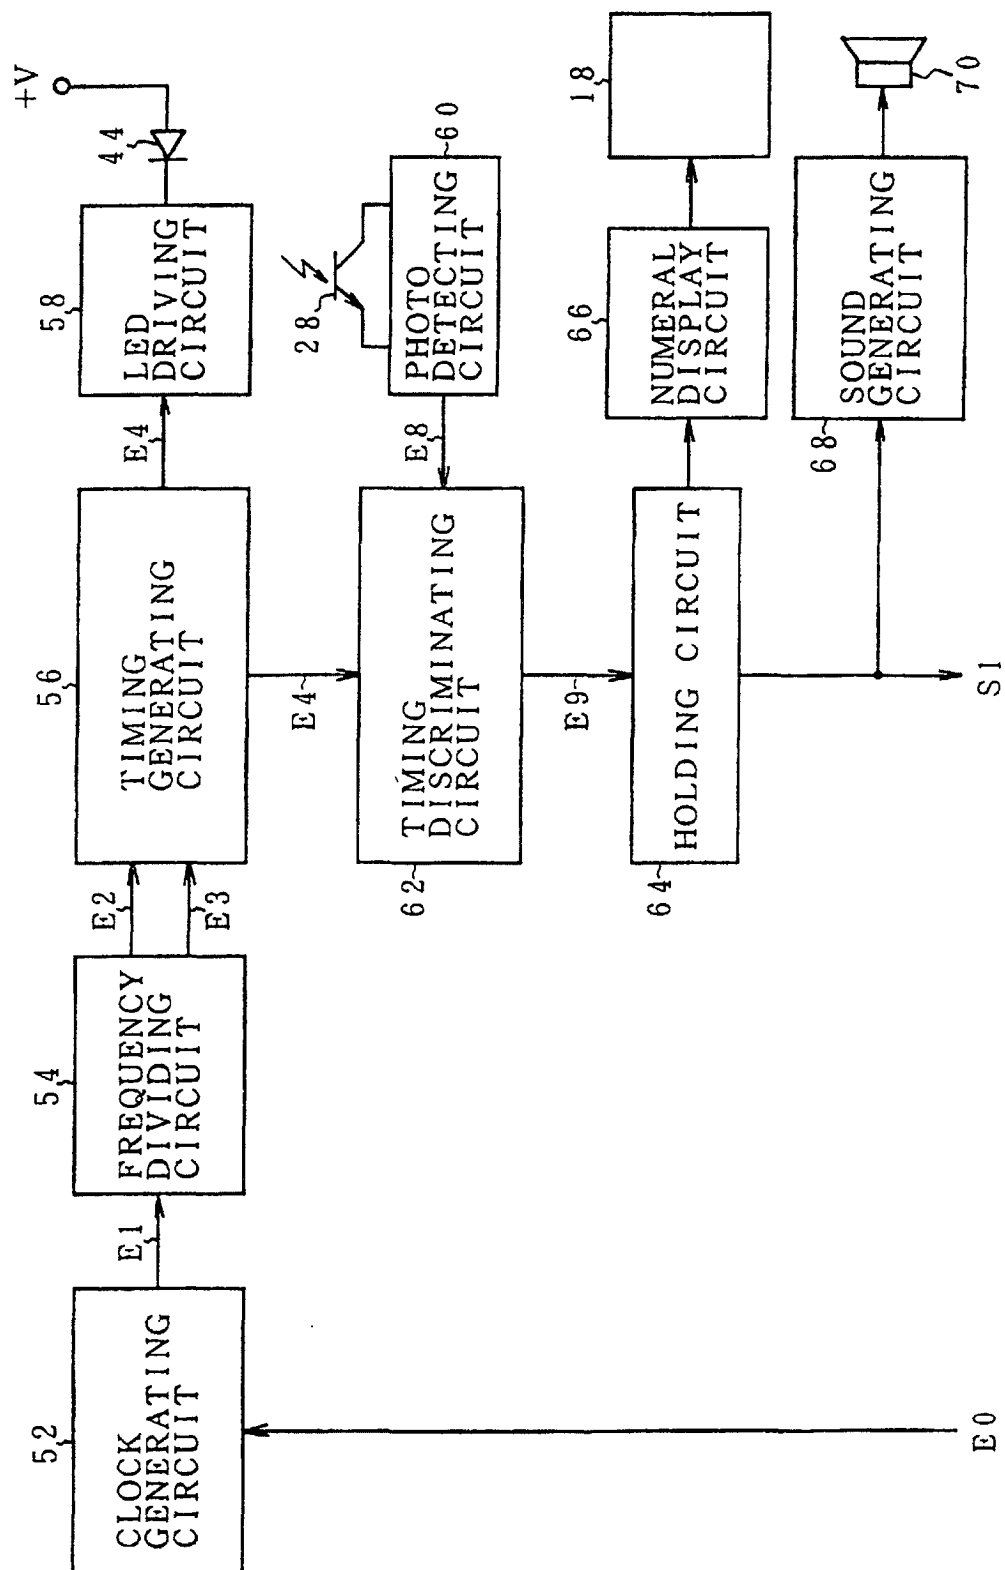 52
CLOCK
GENERATING
CIRCUIT
E0
E1
54
FREQUENCY
DIVIDING
CIRCUIT
E2
E3
56
TIMING
GENERATING
CIRCUIT
E4
58
LED
DRIVING
CIRCUIT
44
+V
E4
62
TIMING
DISCRIMINATING
CIRCUIT
E8
28
PHOTO
DETECTING
CIRCUIT
60
E9
64
HOLDING CIRCUIT
66
NUMERAL
DISPLAY
CIRCUIT
18
68
SOUND
GENERATING
CIRCUIT
70
S1